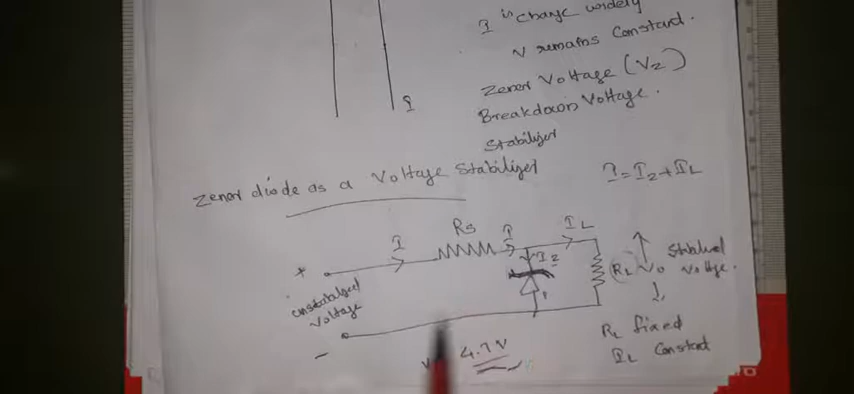 I is change widely
V remains Constant.
Zener Voltage (Vz)
Breakdown Voltage.
Stabilizer
I
Zener diode as a Voltage Stabilizer
I = Iz + IL
+
I
Rs
I
IL
Iz
RL
Vo
Voltage.
unstabilized
Voltage
-
RL fixed
IL Constant
4.7V